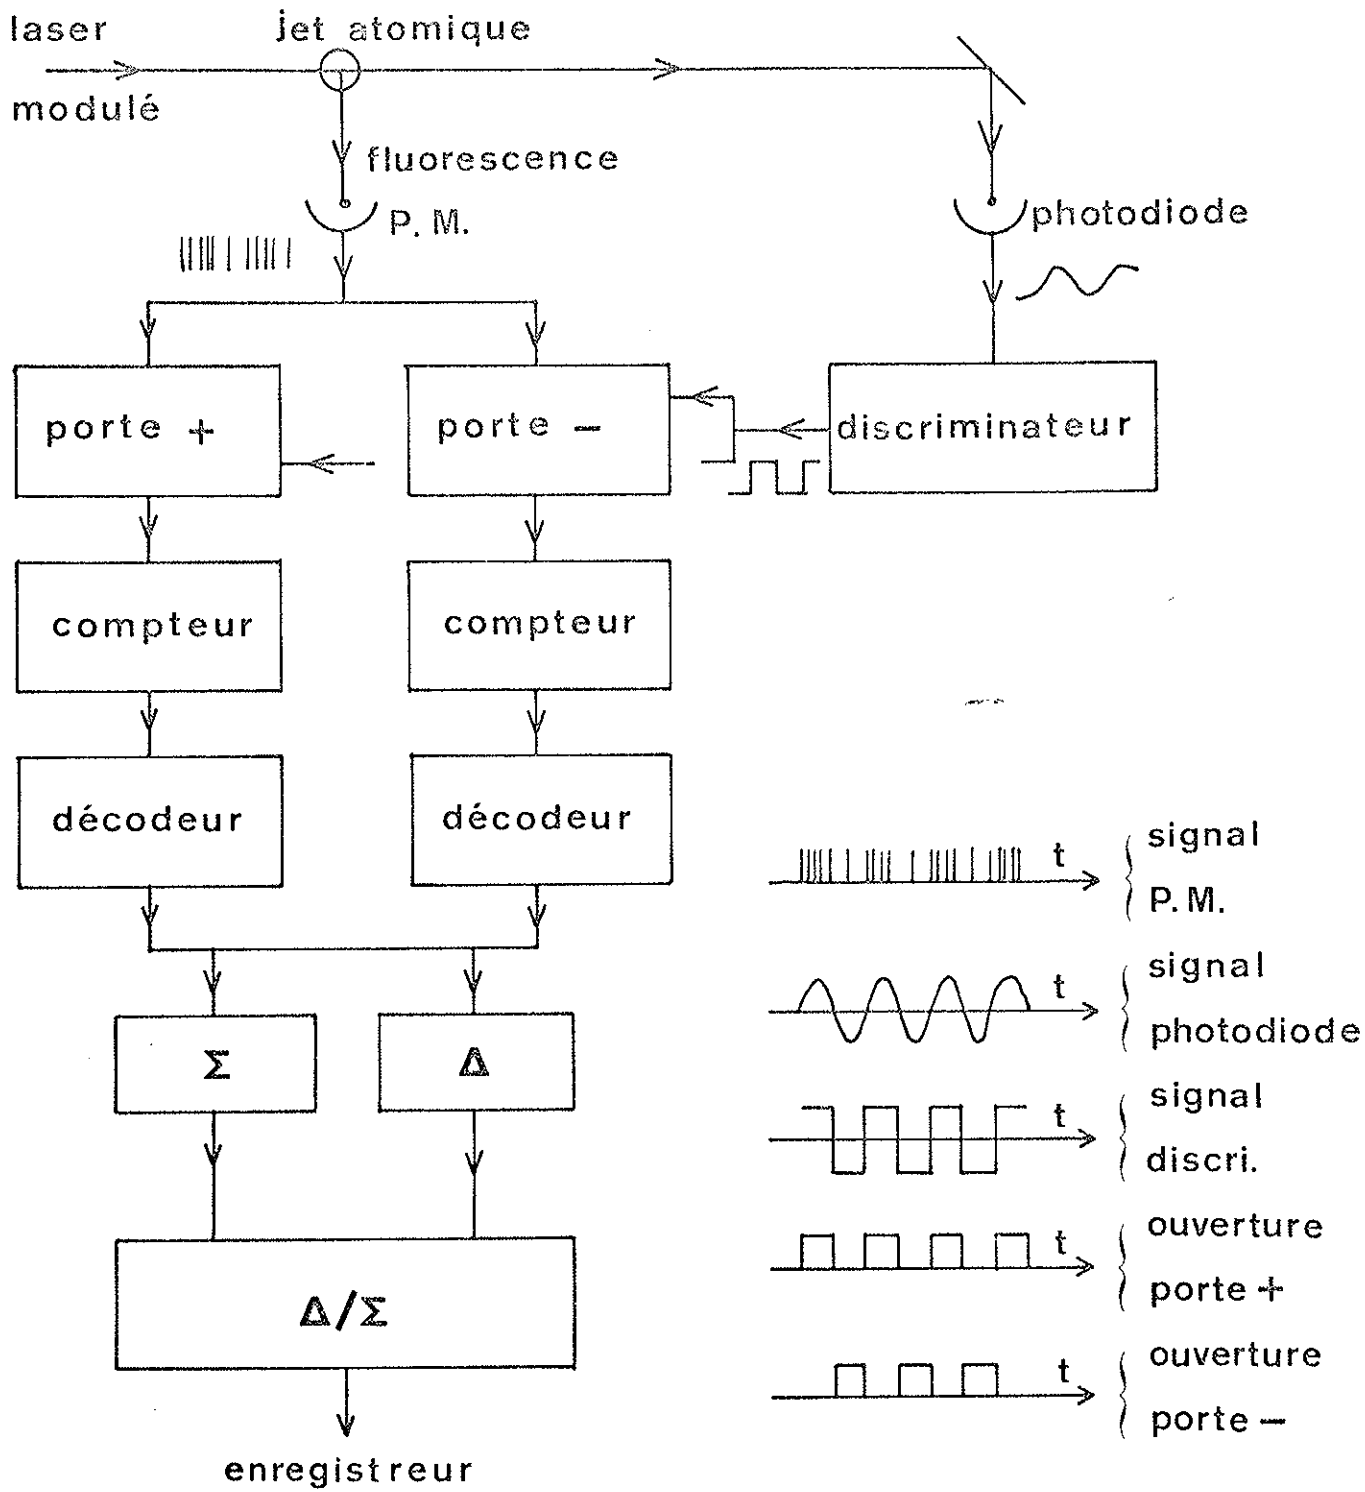 laser
jet atomique
modulé
fluorescence
P. M.
photodiode
porte +
porte −
discriminateur
compteur
compteur
décodeur
décodeur
Σ
Δ
Δ/Σ
enregistreur
t
signal
P. M.
t
signal
photodiode
t
signal
discri.
t
ouverture
porte +
t
ouverture
porte −